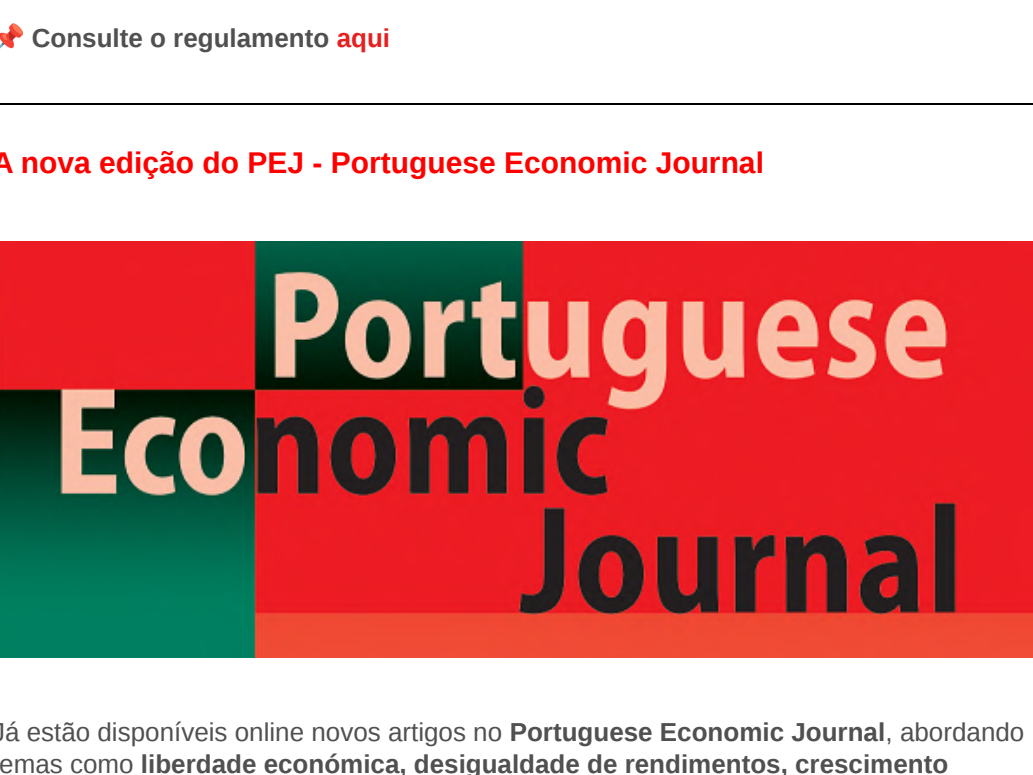 📌 Consulte o regulamento aqui
A nova edição do PEJ - Portuguese Economic Journal
Portuguese
Economic
Journal
Já estão disponíveis online novos artigos no Portuguese Economic Journal, abordando
temas como liberdade económica, desigualdade de rendimentos, crescimento